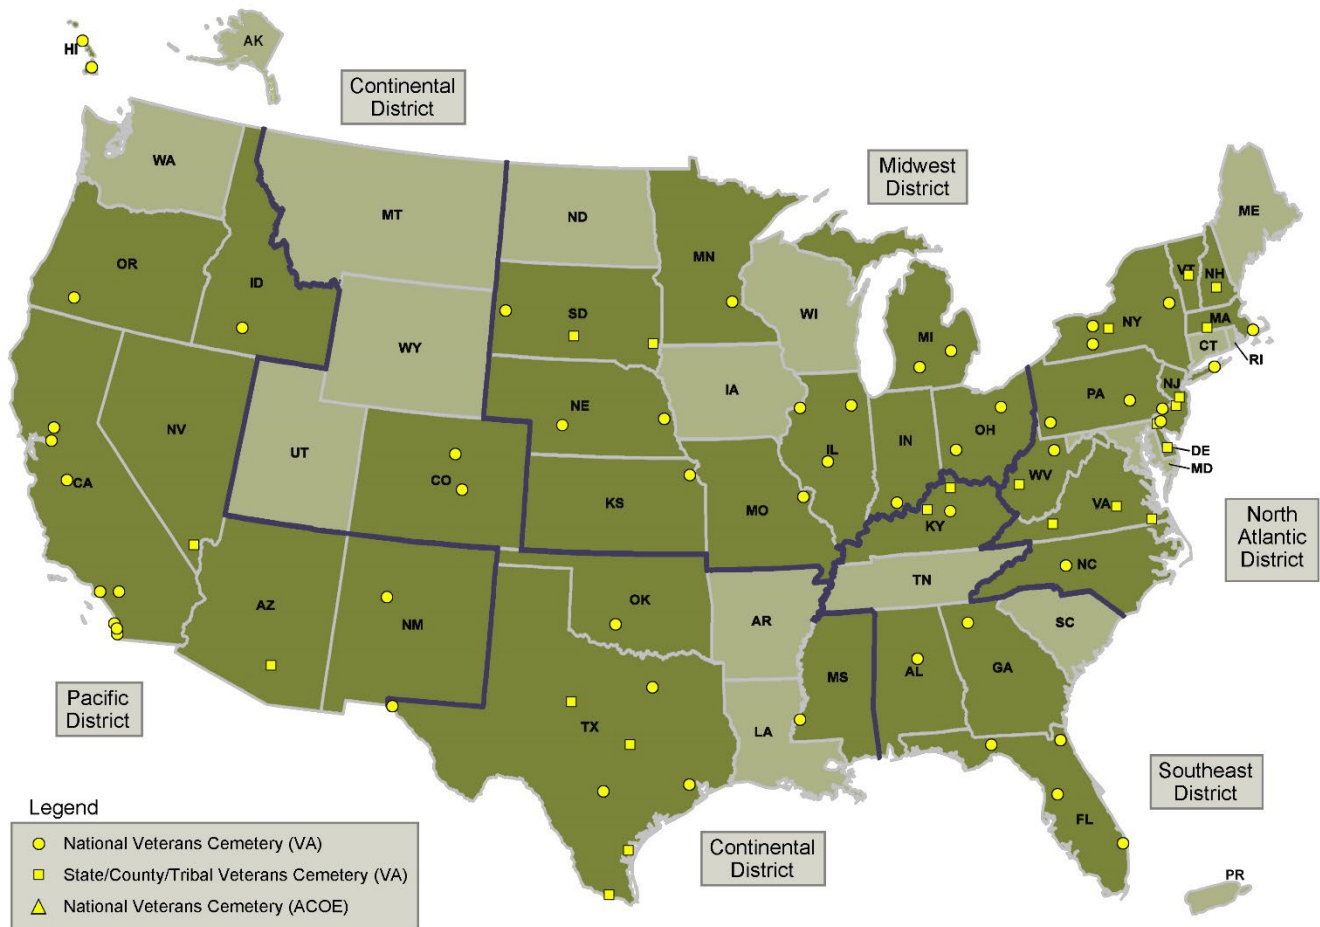 HI
AK
Continental
District
WA
MT
ND
MN
Midwest
District
ME
OR
ID
SD
WI
MI
VT
NH
NY
MA
CT
RI
WY
IA
NE
PA
NJ
NV
UT
CO
IL
IN
OH
DE
MD
CA
KS
MO
WV
VA
KY
North
Atlantic
District
AZ
NM
OK
AR
TN
NC
SC
Pacific
District
TX
LA
MS
AL
GA
FL
Southeast
District
Continental
District
PR
Legend
National Veterans Cemetery (VA)
State/County/Tribal Veterans Cemetery (VA)
National Veterans Cemetery (ACOE)